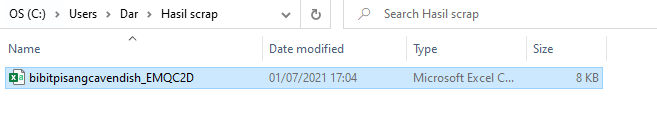 OS (C:) > Users > Dar > Hasil scrap > Search Hasil scrap
Name Date modified Type Size
bibitpisangcavendish_EMQC2D 01/07/2021 17:04 Microsoft Excel C... 8 KB